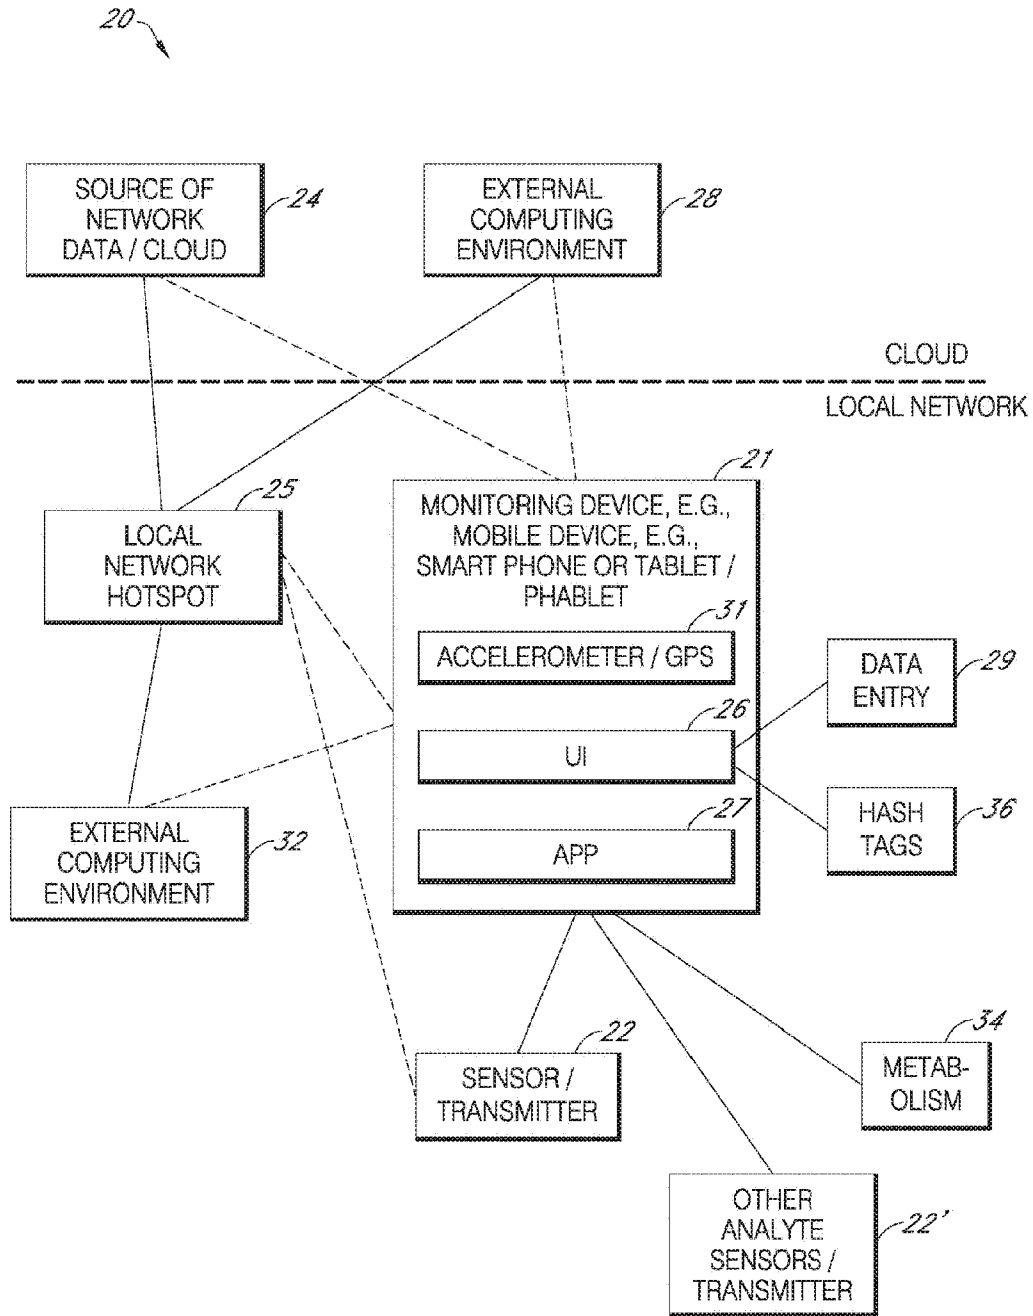 20
SOURCE OF
NETWORK
DATA / CLOUD
24
EXTERNAL
COMPUTING
ENVIRONMENT
28
CLOUD
LOCAL NETWORK
21
MONITORING DEVICE, E.G.,
MOBILE DEVICE, E.G.,
SMART PHONE OR TABLET /
PHABLET
25
LOCAL
NETWORK
HOTSPOT
31
ACCELEROMETER / GPS
26
UI
27
APP
DATA
ENTRY
29
HASH
TAGS
36
EXTERNAL
COMPUTING
ENVIRONMENT
32
22
SENSOR /
TRANSMITTER
34
METAB-
OLISM
OTHER
ANALYTE
SENSORS /
TRANSMITTER
22'